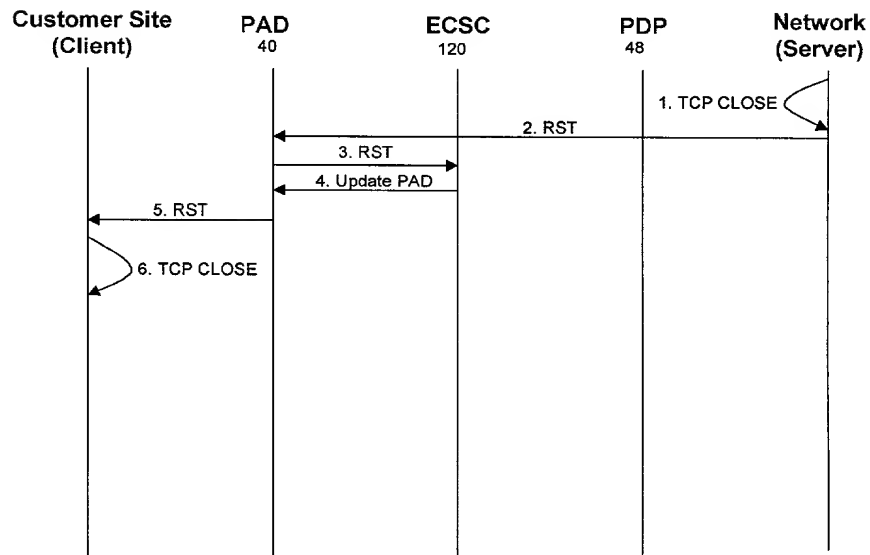 Customer Site
(Client)
PAD
40
ECSC
120
PDP
48
Network
(Server)
1. TCP CLOSE
2. RST
3. RST
4. Update PAD
5. RST
6. TCP CLOSE